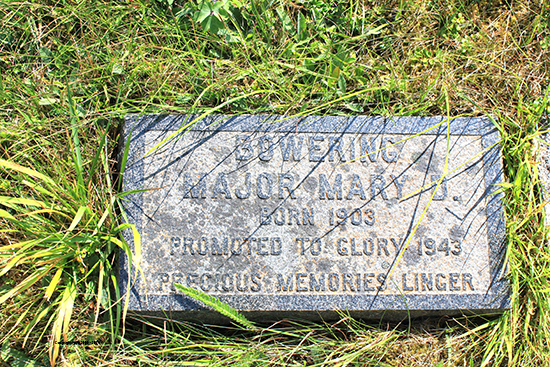 BOWERING
MAJOR MARY B.
BORN 1903
PROMOTED TO GLORY 1943
PRECIOUS MEMORIES LINGER